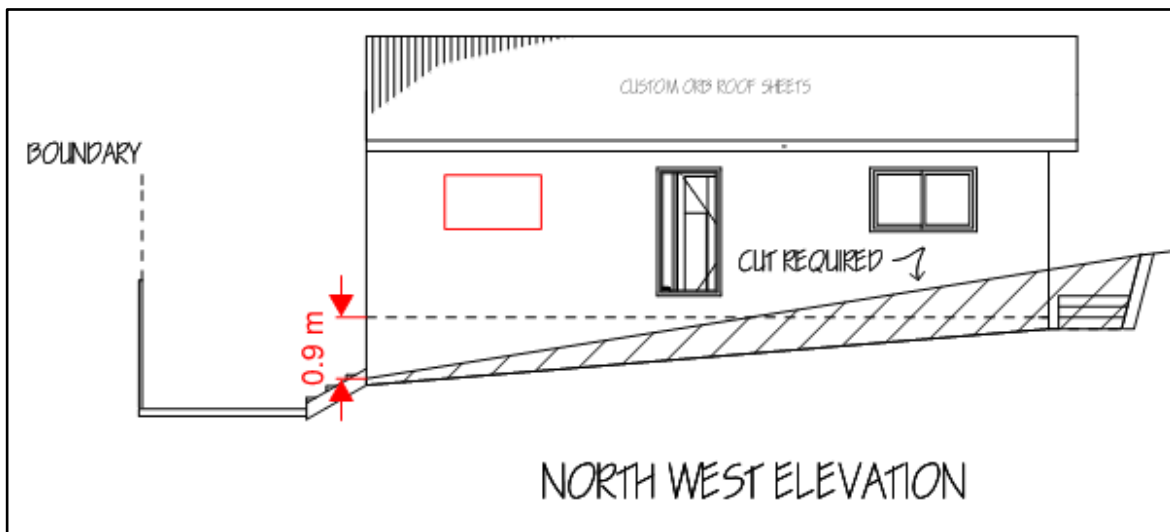 CUSTOM ORB ROOF SHEETS
BOUNDARY
CUT REQUIRED
0.9 m
NORTH WEST ELEVATION